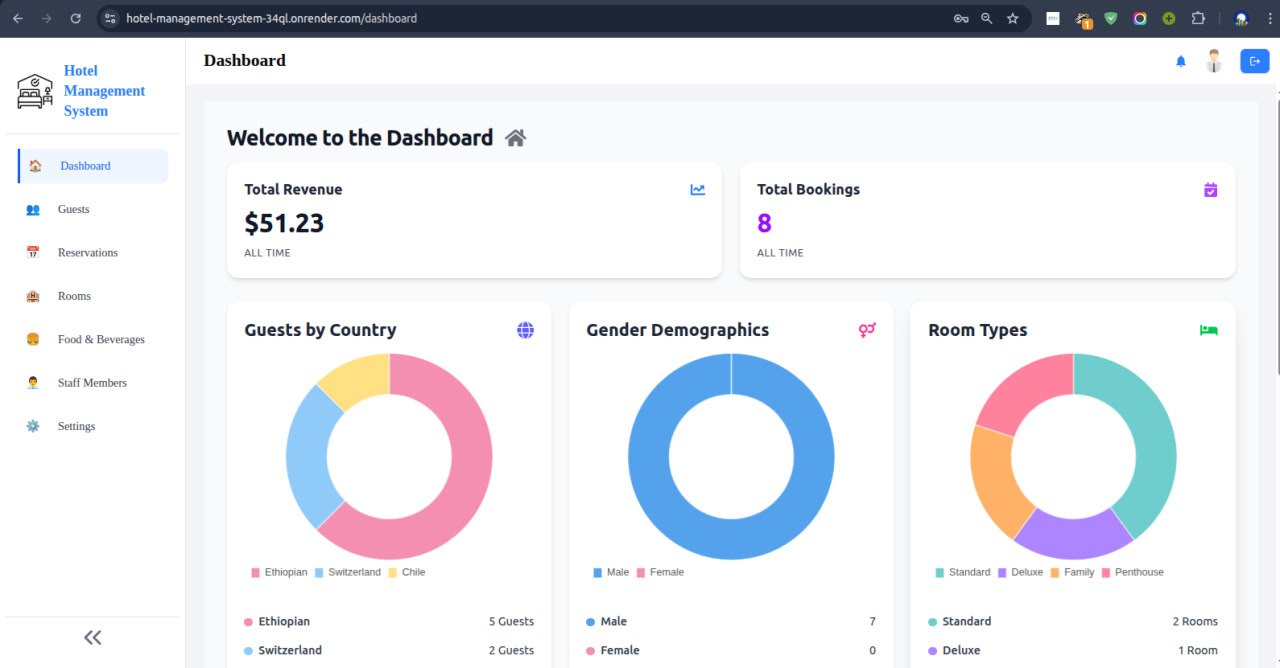 hotel-management-system-34ql.onrender.com/dashboard
1
Hotel
Management
System
Dashboard
Guests
Reservations
Rooms
Food & Beverages
Staff Members
Settings
Dashboard
Welcome to the Dashboard
Total Revenue
$51.23
ALL TIME
Total Bookings
8
ALL TIME
Guests by Country
Ethiopian Switzerland Chile
Ethiopian 5 Guests
Switzerland 2 Guests
Gender Demographics
Male Female
Male 7
Female 0
Room Types
Standard Deluxe Family Penthouse
Standard 2 Rooms
Deluxe 1 Room